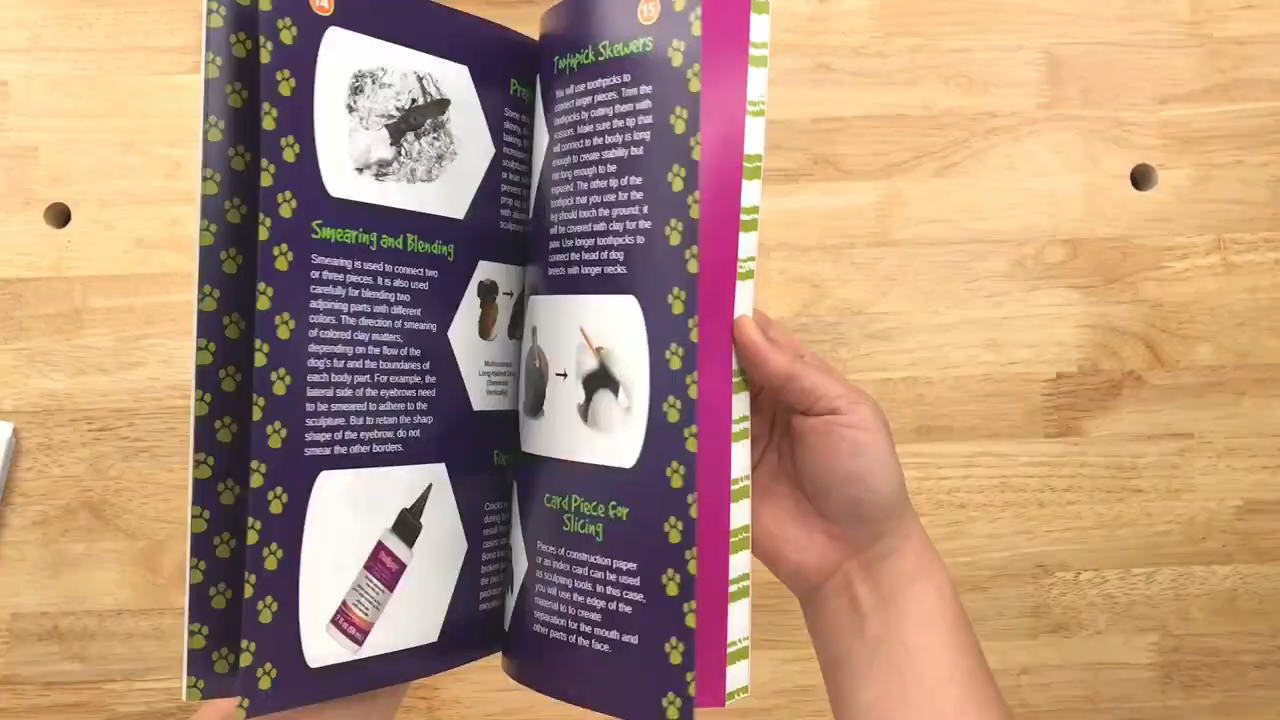 14
Smearing and Blending
Smearing is used to connect two
or three pieces. It is also used
carefully for blending two
adjoining parts with different
colors. The direction of smearing
of colored clay matters,
depending on the flow of the
dog's fur and the boundaries of
each body part. For example, the
lateral side of the eyebrows need
to be smeared to adhere to the
sculpture. But to retain the sharp
shape of the eyebrow, do not
smear the other borders.
Some
skinny,
baking,
or lean
prevent
prop up
during
result
15
Toothpick Skewers
You will use toothpicks to
connect larger pieces. Trim the
toothpicks by cutting them with
scissors. Make sure the tip that
will connect to the body is long
enough to create stability but
not long enough to be
exposed. The other tip of the
toothpick that you use for the
leg should touch the ground; it
will be covered with clay for the
paw. Use longer toothpicks to
connect the head of dog
breeds with longer necks.
Card Piece for
Slicing
Pieces of construction paper
or an index card can be used
as sculpting tools. In this case,
you will use the edge of the
material to to create
separation for the mouth and
other parts of the face.